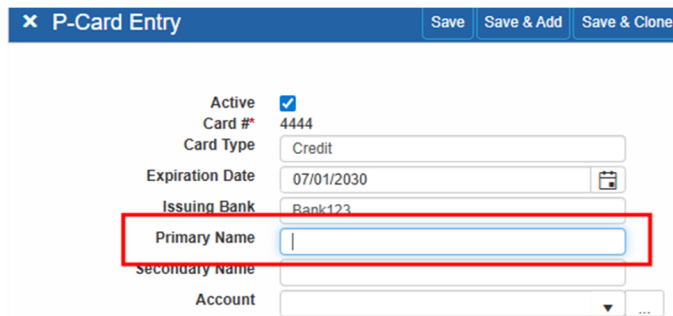 × P-Card Entry Save Save & Add Save & Clone
Active
Card #* 4444
Card Type Credit
Expiration Date 07/01/2030
Issuing Bank Bank123
Primary Name
Secondary Name
Account ...